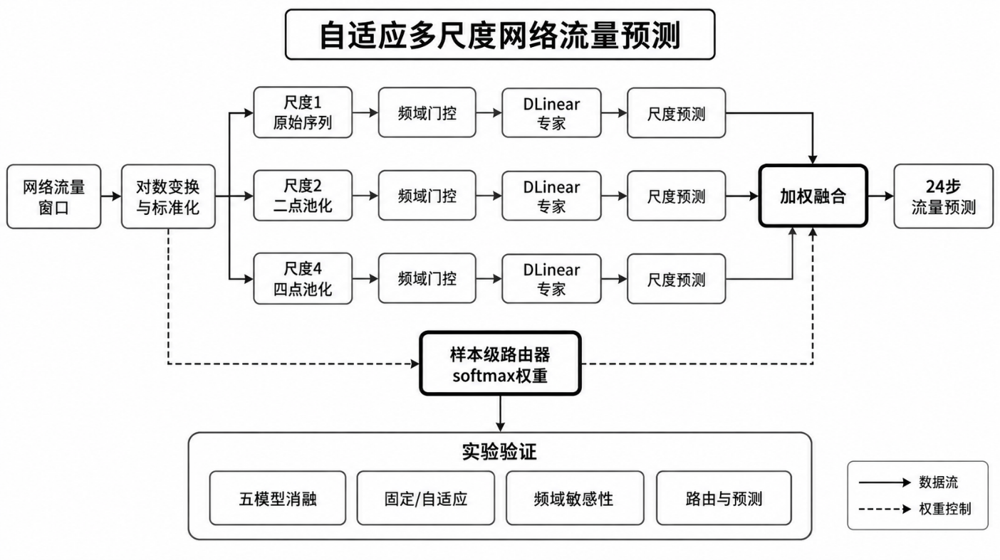 自适应多尺度网络流量预测
网络流量
窗口
对数变换
与标准化
尺度1
原始序列
频域门控
DLinear
专家
尺度预测
尺度2
二点池化
频域门控
DLinear
专家
尺度预测
尺度4
四点池化
频域门控
DLinear
专家
尺度预测
加权融合
24步
流量预测
样本级路由器
softmax权重
实验验证
五模型消融
固定/自适应
频域敏感性
路由与预测
数据流
权重控制